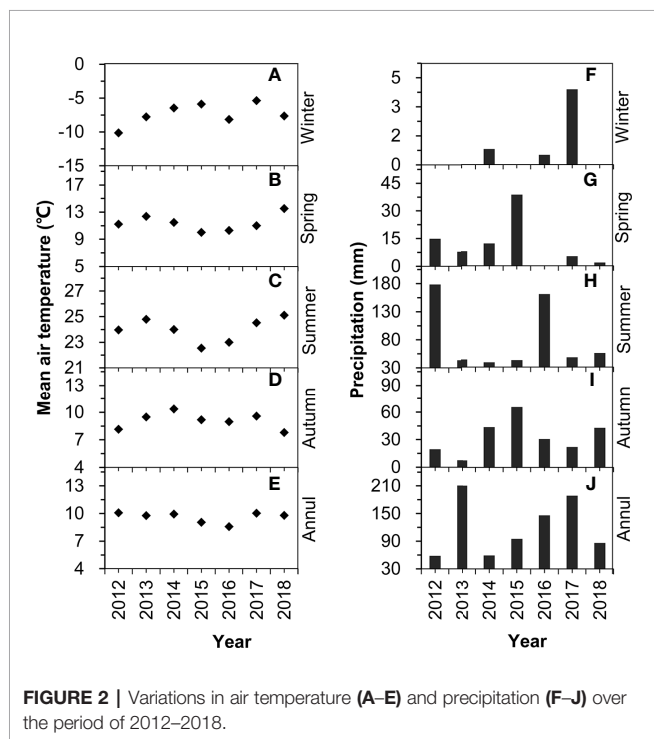 Mean air temperature (℃)
0
-5
-10
-15
A
Winter
17
13
9
5
B
Spring
27
25
23
21
C
Summer
13
10
7
4
D
Autumn
13
10
7
4
E
Annul
2012
2013
2014
2015
2016
2017
2018
Year
Precipitation (mm)
5
3
2
0
F
Winter
45
30
15
0
G
Spring
180
130
80
30
H
Summer
90
60
30
0
I
Autumn
210
150
90
30
J
Annul
2012
2013
2014
2015
2016
2017
2018
Year
FIGURE 2 | Variations in air temperature (A–E) and precipitation (F–J) over
the period of 2012–2018.